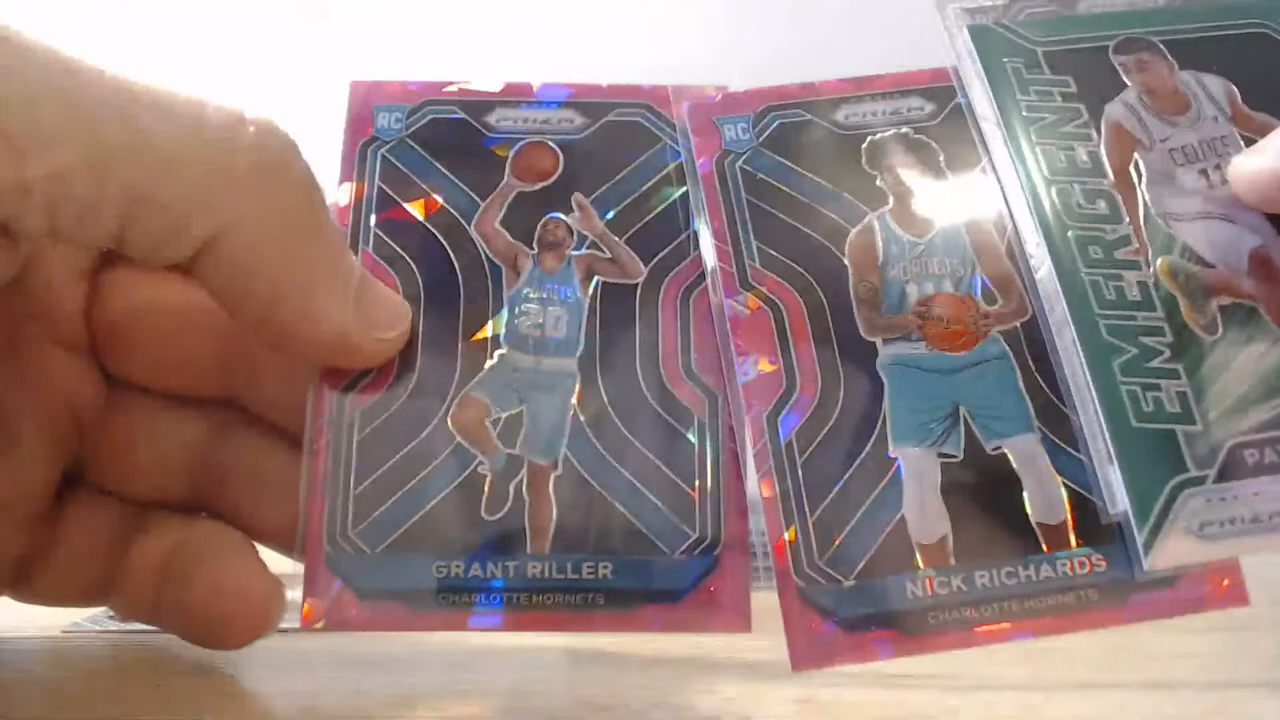 RC
PRIZM
HORNETS
20
GRANT RILLER
CHARLOTTE HORNETS
RC
PRIZM
HORNETS
NICK RICHARDS
CHARLOTTE HORNETS
EMERGENT
CELTICS
11
PRIZM